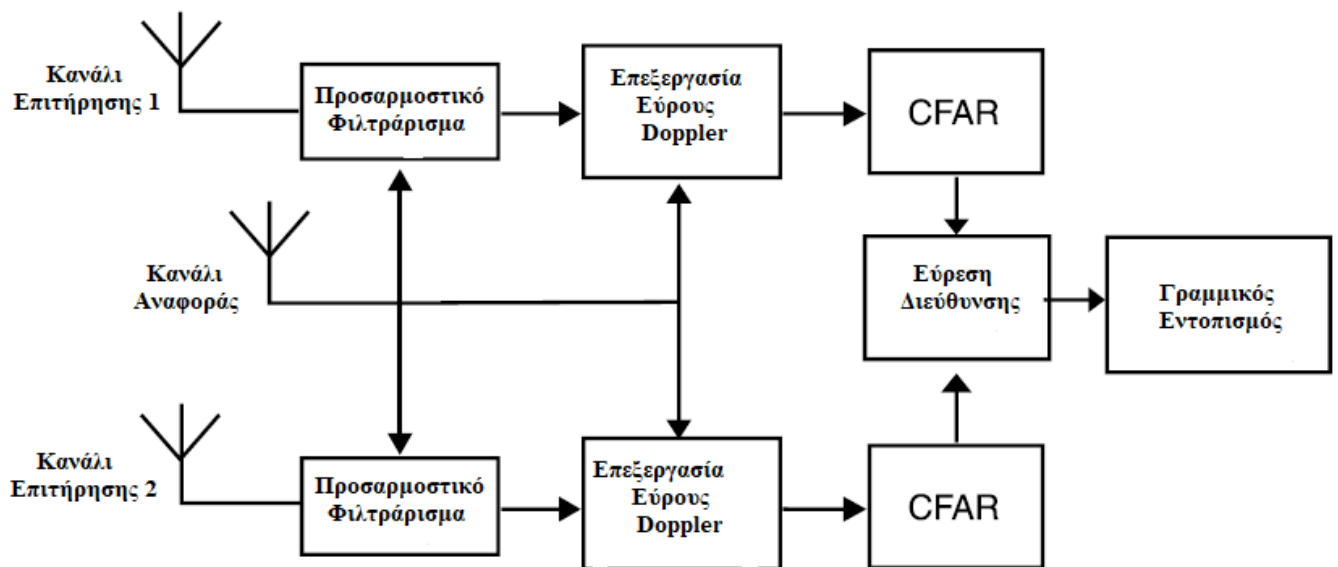 Κανάλι
Επιτήρησης 1
Προσαρμοστικό
Φιλτράρισμα
Επεξεργασία
Εύρους
Doppler
CFAR
Κανάλι
Αναφοράς
Εύρεση
Διεύθυνσης
Γραμμικός
Εντοπισμός
Κανάλι
Επιτήρησης 2
Προσαρμοστικό
Φιλτράρισμα
Επεξεργασία
Εύρους
Doppler
CFAR